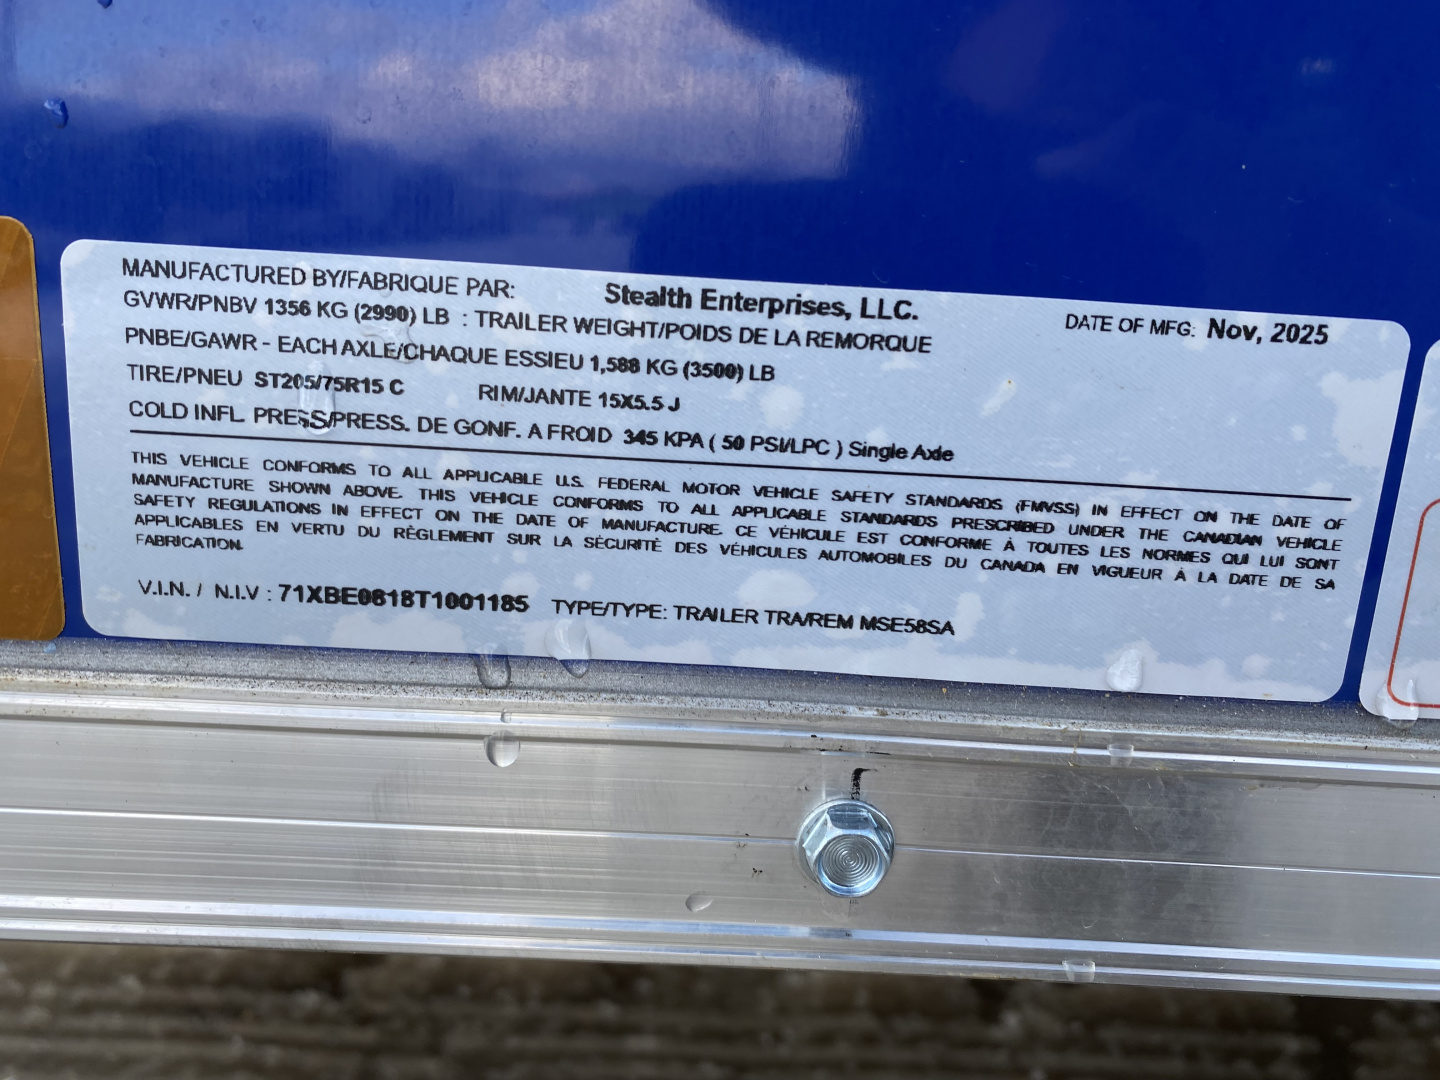 MANUFACTURED BY/FABRIQUE PAR: Stealth Enterprises, LLC.
DATE OF MFG: Nov, 2025
GVWR/PNBV 1356 KG (2990) LB : TRAILER WEIGHT/POIDS DE LA REMORQUE
PNBE/GAWR - EACH AXLE/CHAQUE ESSIEU 1,588 KG (3500) LB
TIRE/PNEU ST205/75R15 C RIM/JANTE 15X5.5 J
COLD INFL. PRESS/PRESS. DE GONF. A FROID 345 KPA ( 50 PSI/LPC ) Single Axle
THIS VEHICLE CONFORMS TO ALL APPLICABLE U.S. FEDERAL MOTOR VEHICLE SAFETY STANDARDS (FMVSS) IN EFFECT ON THE DATE OF
MANUFACTURE SHOWN ABOVE. THIS VEHICLE CONFORMS TO ALL APPLICABLE STANDARDS PRESCRIBED UNDER THE CANADIAN VEHICLE
SAFETY REGULATIONS IN EFFECT ON THE DATE OF MANUFACTURE. CE VÉHICULE EST CONFORME À TOUTES LES NORMES QUI LUI SONT
APPLICABLES EN VERTU DU RÈGLEMENT SUR LA SÉCURITÉ DES VÉHICULES AUTOMOBILES DU CANADA EN VIGUEUR À LA DATE DE SA
FABRICATION.
V.I.N. / N.I.V : 71XBE0818T1001185 TYPE/TYPE: TRAILER TRA/REM MSE58SA